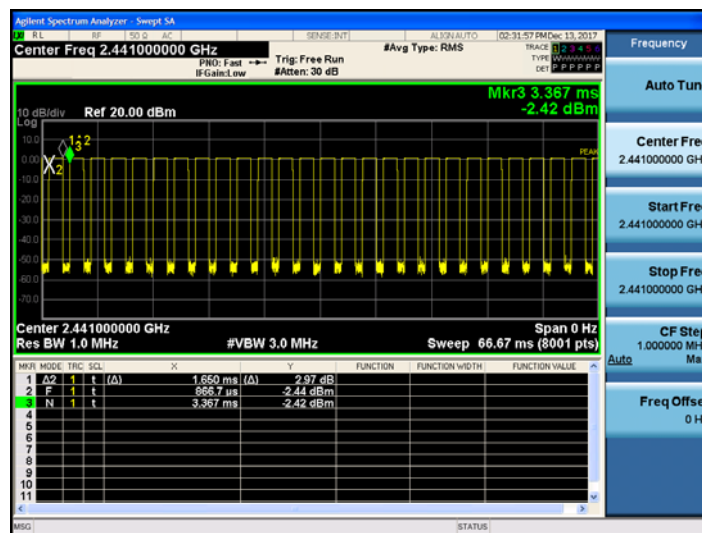 Agilent Spectrum Analyzer - Swept SA
RL RF 50 Ω AC SENSE:INT ALIGN AUTO 02:31:57 PM Dec 13, 2017
Center Freq 2.441000000 GHz
#Avg Type: RMS
TRACE 1 2 3 4 5 6
PNO: Fast Trig: Free Run TYPE
IFGain:Low #Atten: 30 dB DET P P P P P P
Mkr3 3.367 ms
-2.42 dBm
10 dB/div Ref 20.00 dBm
Log
10.0
0.00
-10.0
-20.0
-30.0
-40.0
-50.0
-60.0
-70.0
X2
3
2
PEAK
Center 2.441000000 GHz Span 0 Hz
Res BW 1.0 MHz #VBW 3.0 MHz Sweep 66.67 ms (8001 pts)
MKR MODE TRC SCL X Y FUNCTION FUNCTION WIDTH FUNCTION VALUE
1 Δ2 1 t (Δ) 1.650 ms (Δ) 2.97 dB
2 F 1 t 866.7 µs -2.44 dBm
3 N 1 t 3.367 ms -2.42 dBm
4
5
6
7
8
9
10
11
MSG STATUS
Frequency
Auto Tun
Center Fre
2.441000000 GH
Start Fre
2.441000000 GH
Stop Fre
2.441000000 GH
CF Ste
1.000000 MH
Auto Ma
Freq Offse
0 H